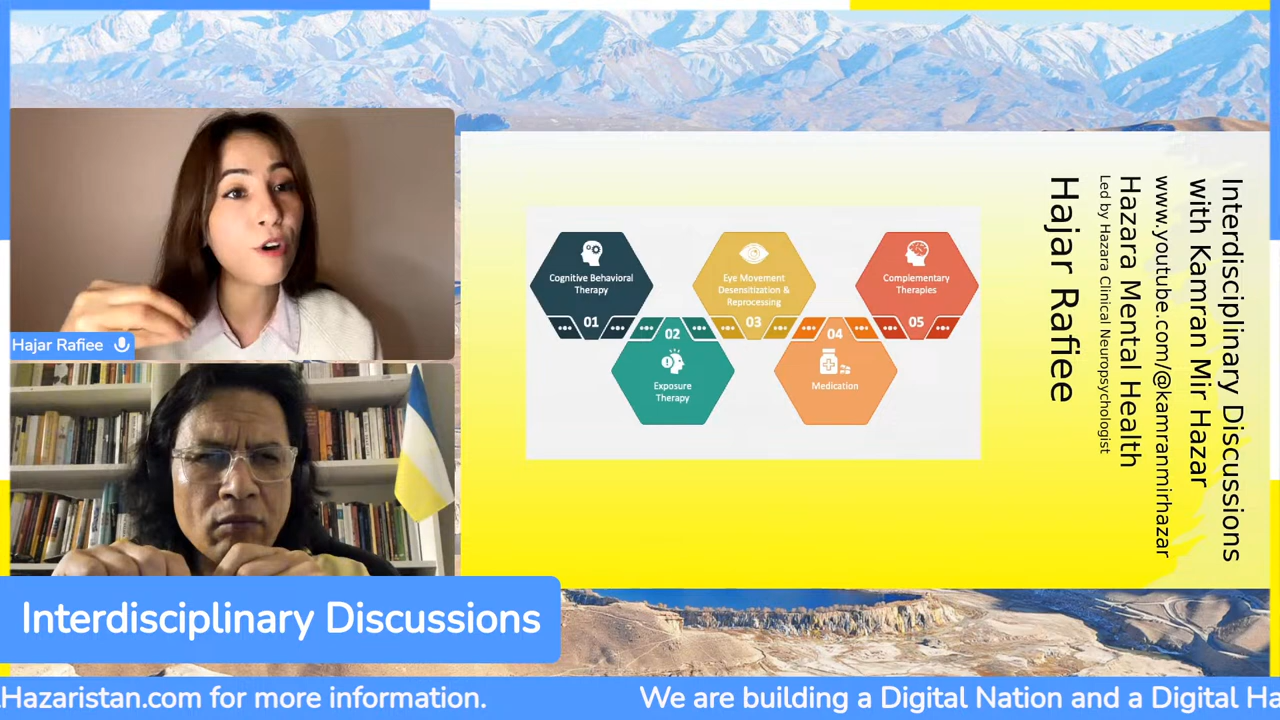 Hajar Rafiee
Interdisciplinary Discussions
Cognitive Behavioral
Therapy
01
02
Exposure
Therapy
Eye Movement
Desensitization &
Reprocessing
03
04
Medication
Complementary
Therapies
05
Interdisciplinary Discussions
with Kamran Mir Hazar
www.youtube.com/@kamranmirhazar
Hazara Mental Health
Led by Hazara Clinical Neuropsychologist
Hajar Rafiee
Hazaristan.com for more information.
We are building a Digital Nation and a Digital Ha